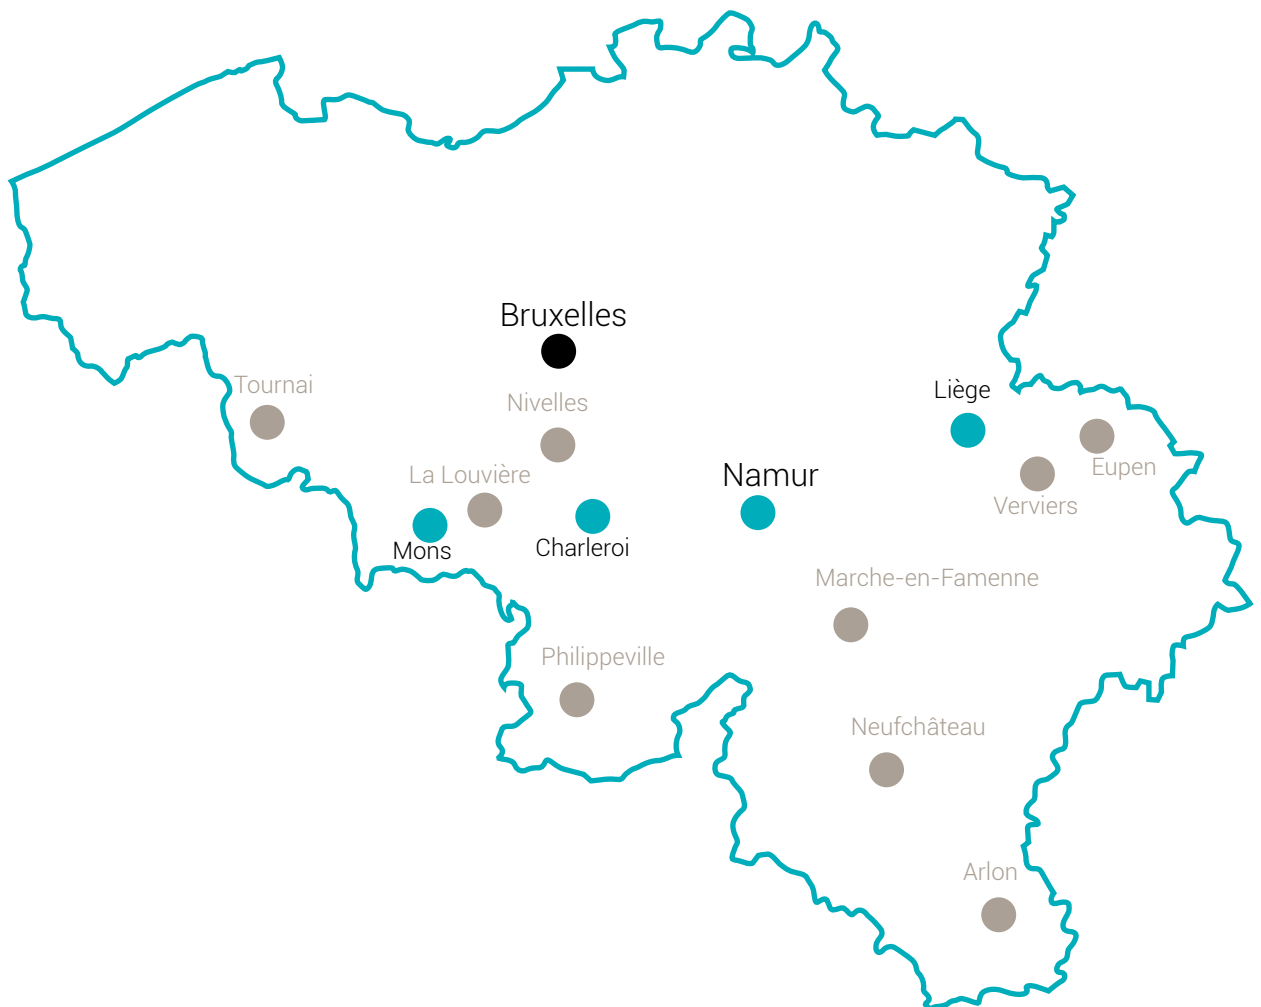 Bruxelles
Tournai
Liège
Nivelles
Eupen
La Louvière
Namur
Verviers
Charleroi
Mons
Marche-en-Famenne
Philippeville
Neufchâteau
Arlon